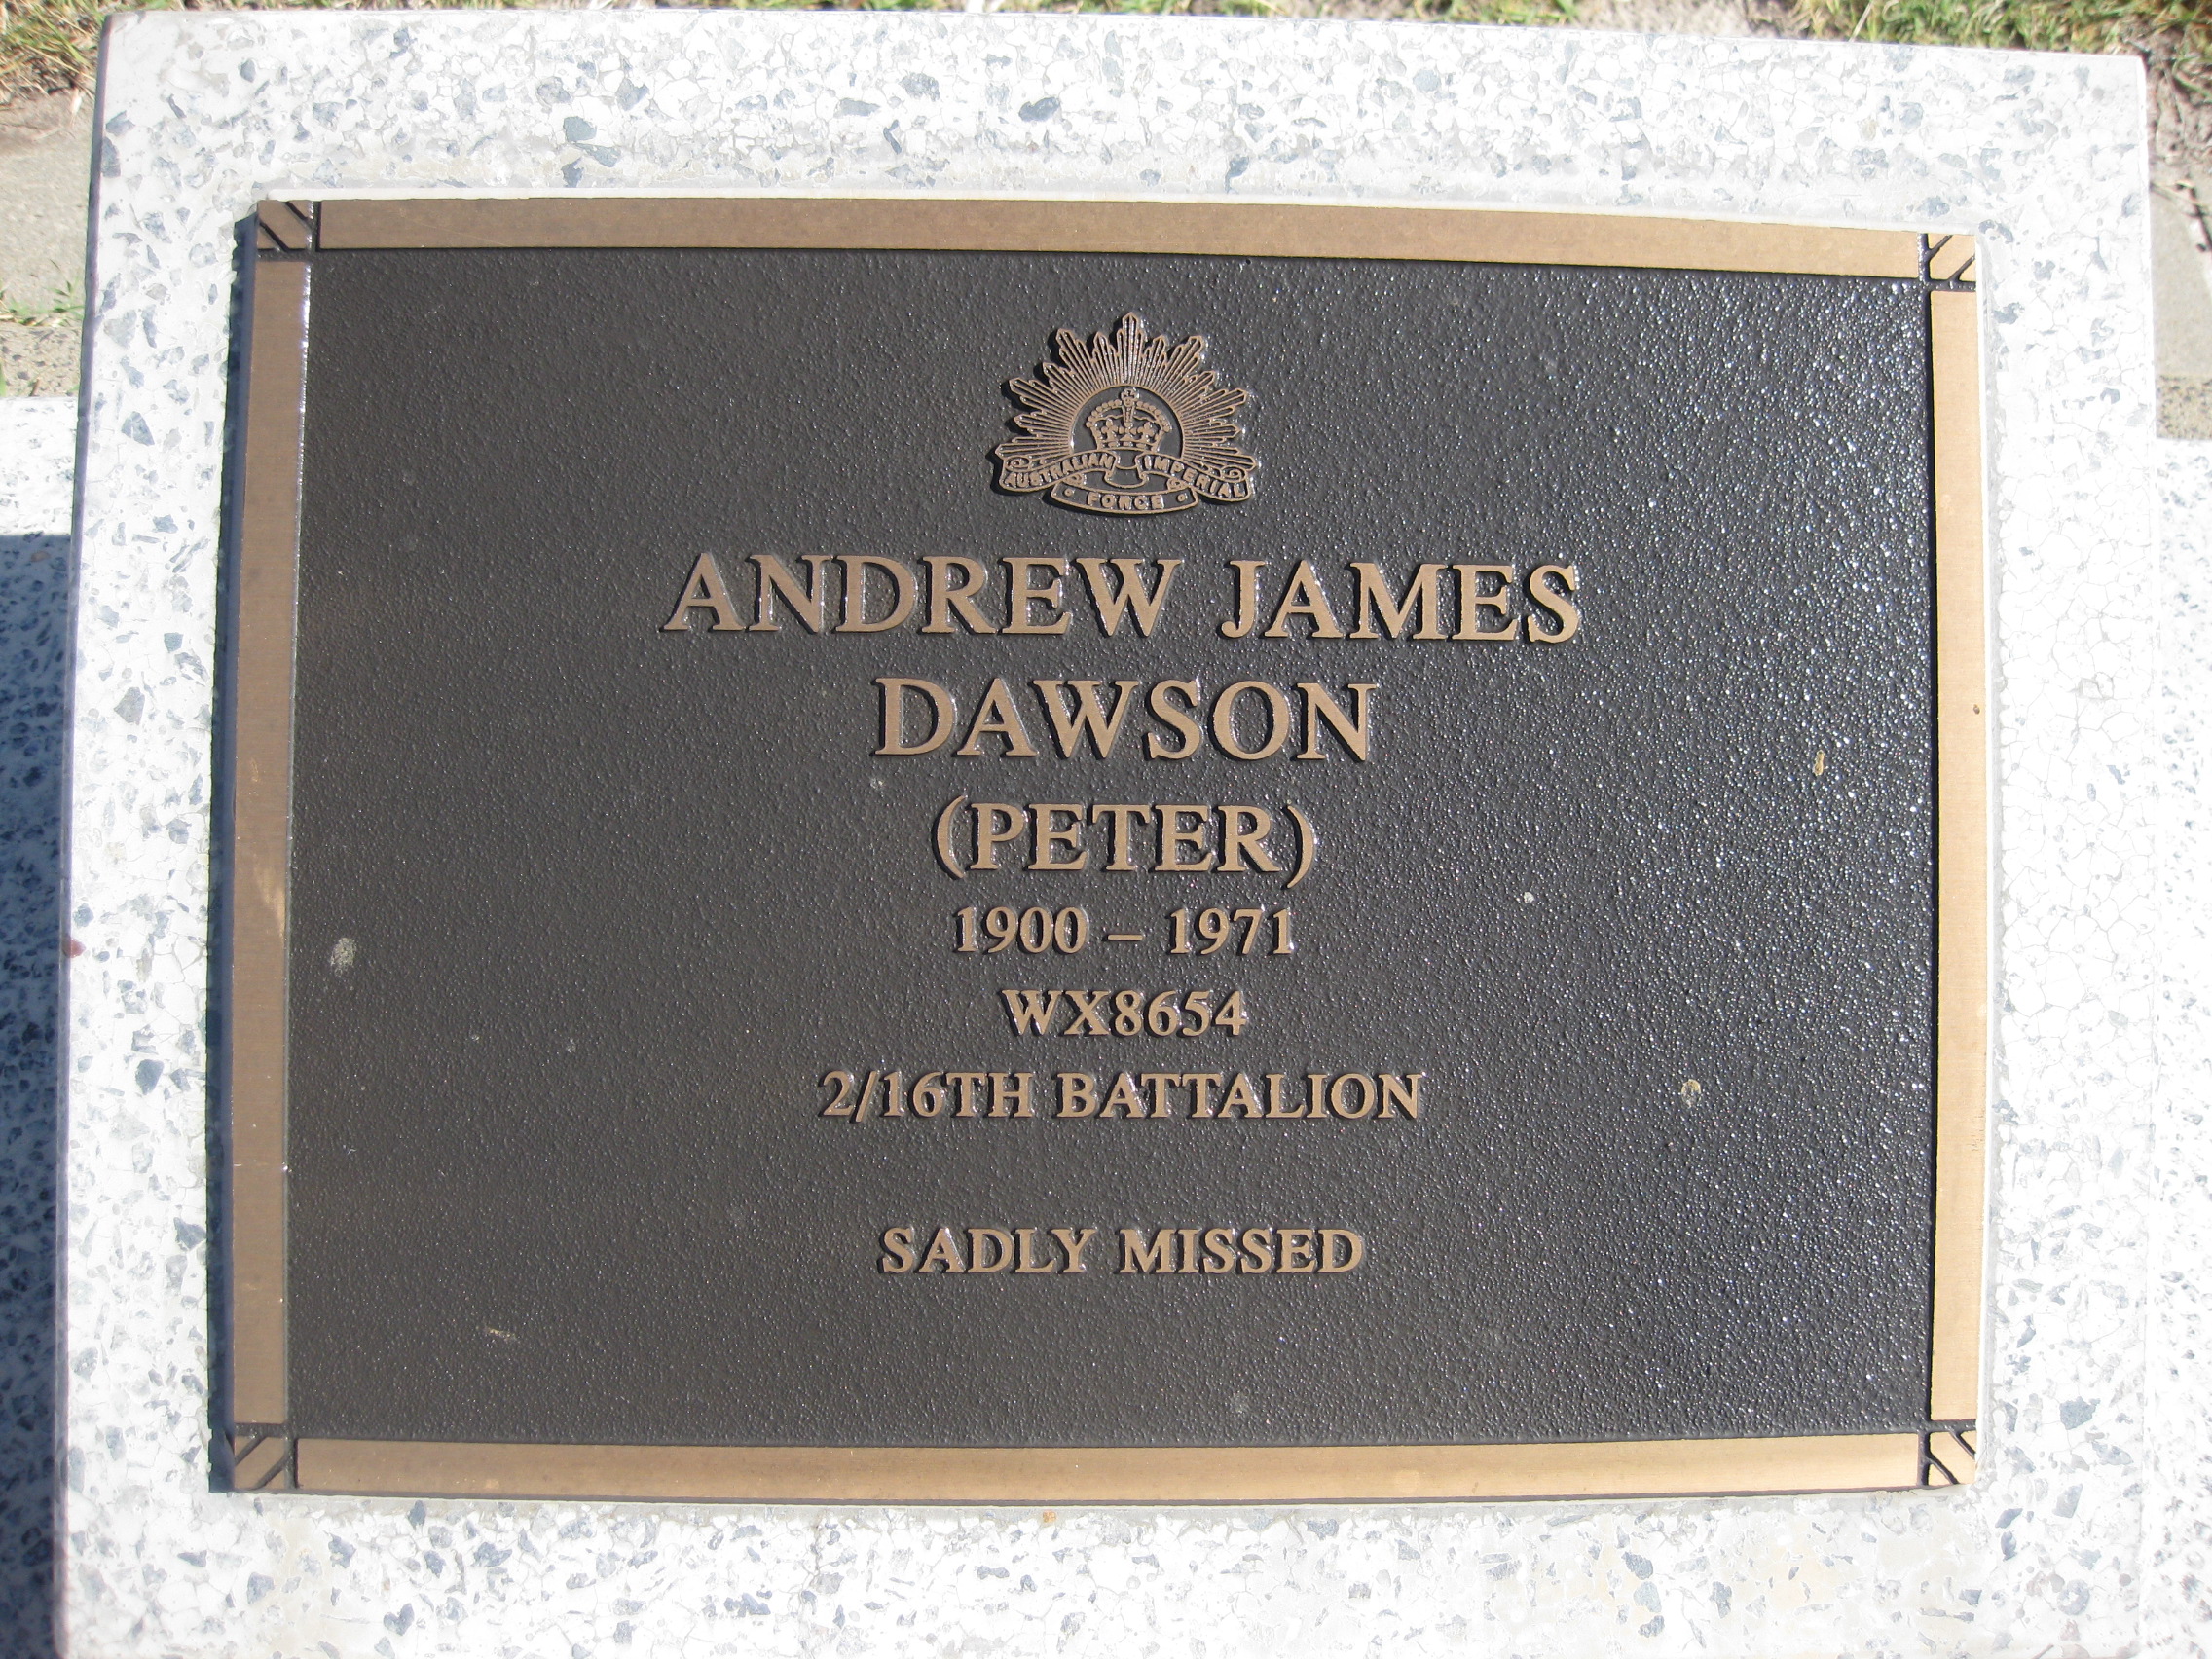 AUSTRALIAN IMPERIAL
FORCE
ANDREW JAMES
DAWSON
(PETER)
1900 – 1971
WX8654
2/16TH BATTALION
SADLY MISSED